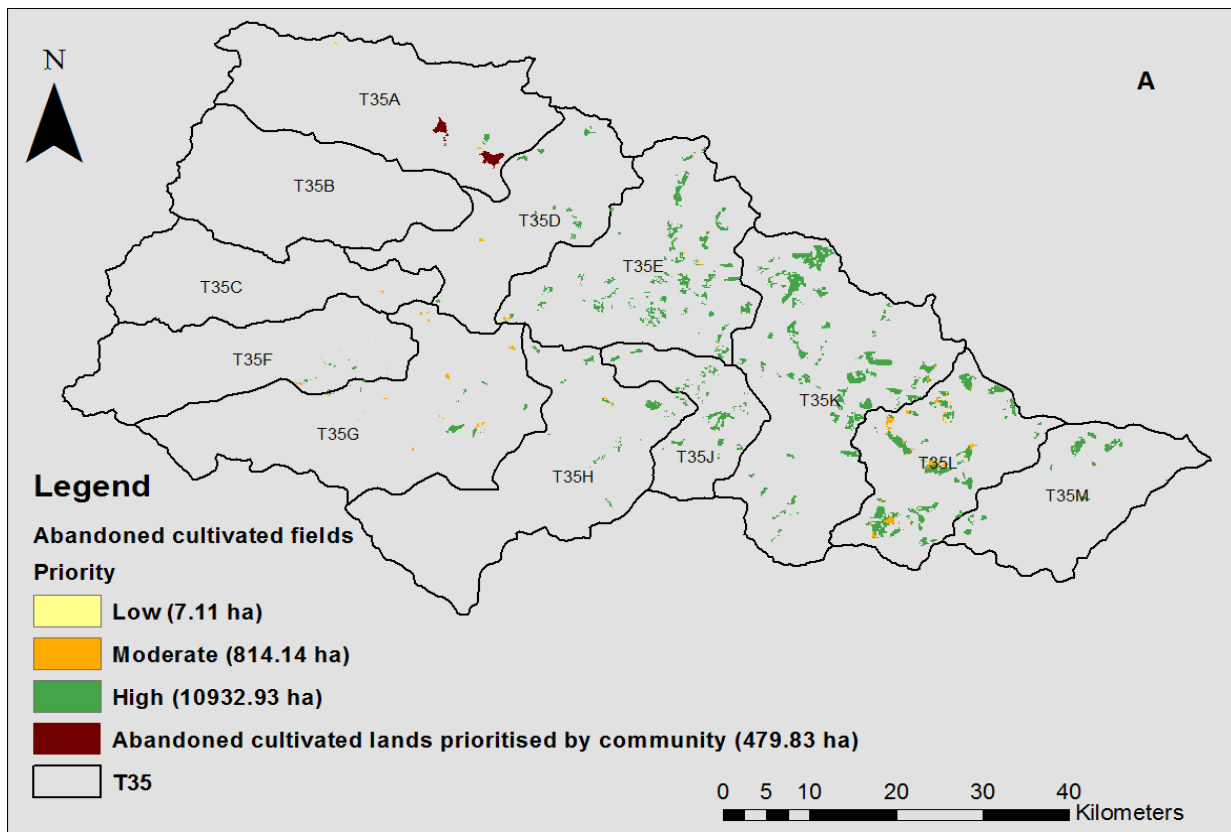 N
A
T35A
T35B
T35D
T35E
T35C
T35F
T35K
T35G
T35J
T35L
T35H
T35M
Legend
Abandoned cultivated fields
Priority
Low (7.11 ha)
Moderate (814.14 ha)
High (10932.93 ha)
Abandoned cultivated lands prioritised by community (479.83 ha)
T35
0 5 10 20 30 40
Kilometers